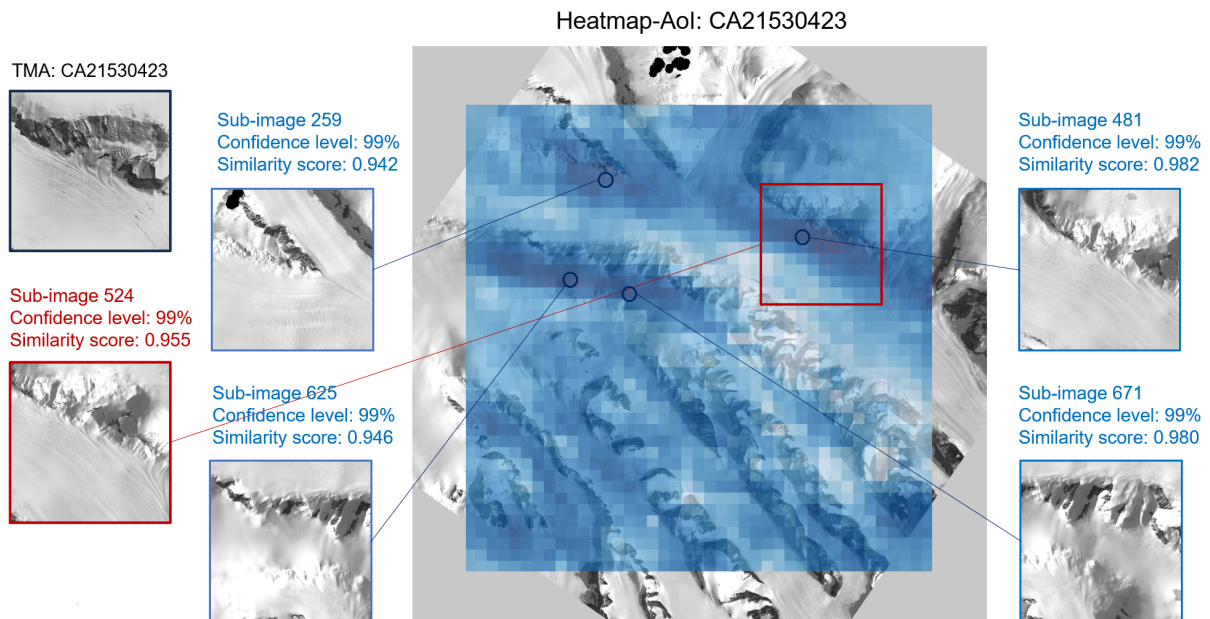 Heatmap-AoI: CA21530423
TMA: CA21530423
Sub-image 259
Confidence level: 99%
Similarity score: 0.942
Sub-image 481
Confidence level: 99%
Similarity score: 0.982
Sub-image 524
Confidence level: 99%
Similarity score: 0.955
Sub-image 625
Confidence level: 99%
Similarity score: 0.946
Sub-image 671
Confidence level: 99%
Similarity score: 0.980